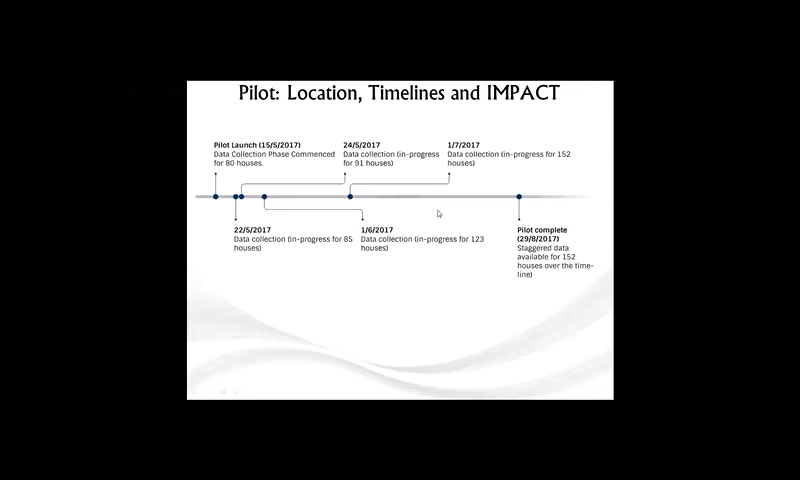 Pilot: Location, Timelines and IMPACT
Pilot Launch (15/5/2017)
Data Collection Phase Commenced
for 80 houses.
24/5/2017
Data collection (in-progress
for 91 houses)
1/7/2017
Data collection (in-progress for 152
houses)
22/5/2017
Data collection (in-progress for 85
houses)
1/6/2017
Data collection (in-progress for 123
houses)
Pilot complete
(29/8/2017)
Staggered data
available for 152
houses over the time-
line)